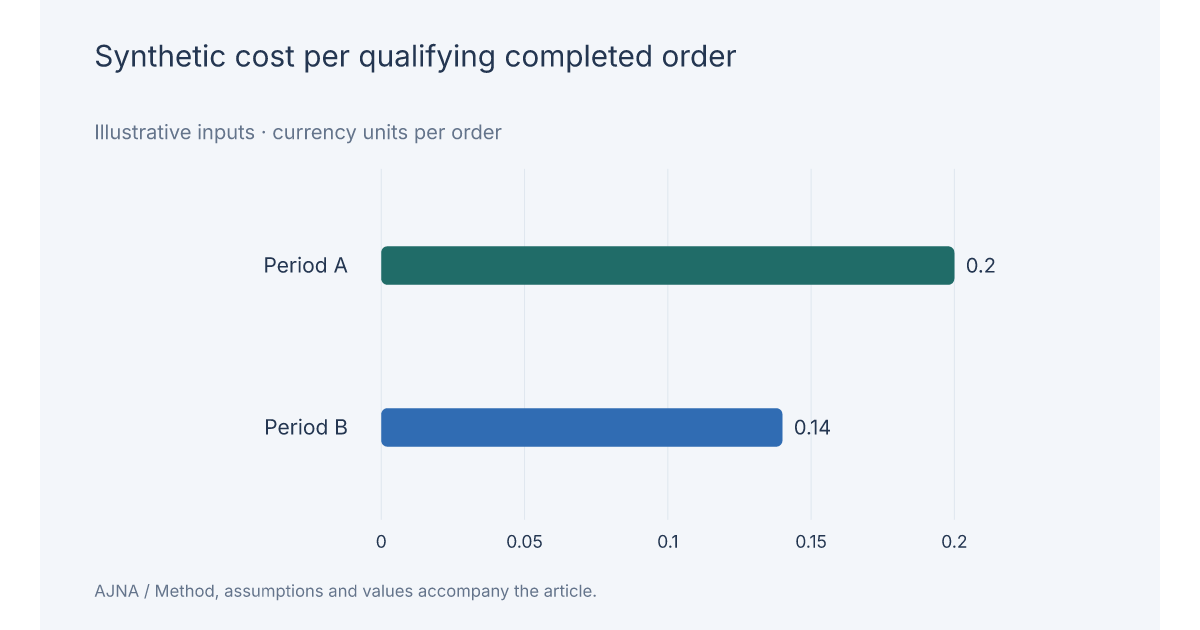 Synthetic cost per qualifying completed order
Illustrative inputs · currency units per order
Period A
0.2
Period B
0.14
0
0.05
0.1
0.15
0.2
AJNA / Method, assumptions and values accompany the article.